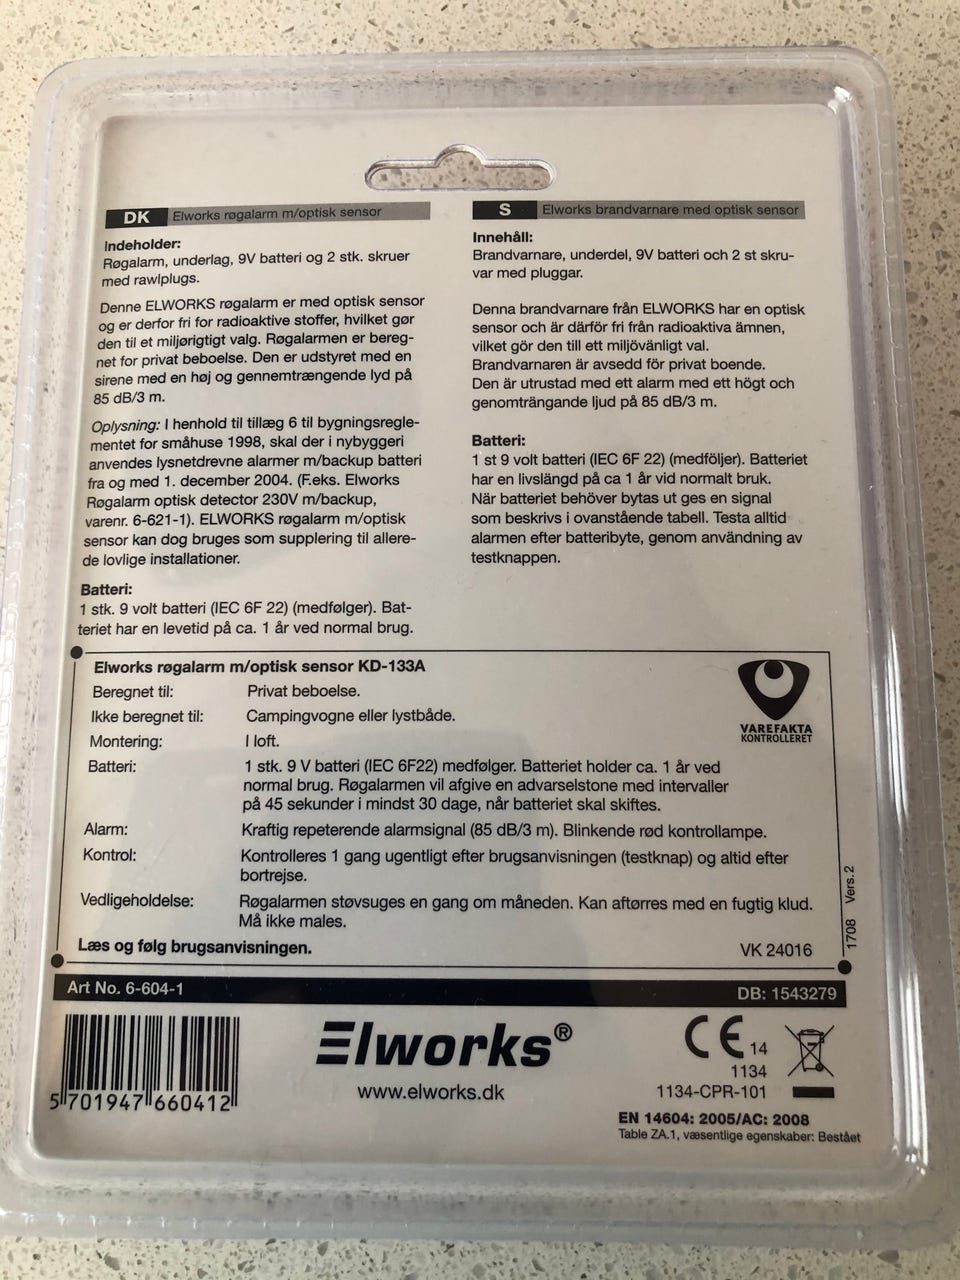 DK Elworks røgalarm m/optisk sensor
Indeholder:
Røgalarm, underlag, 9V batteri og 2 stk. skruer
med rawlplugs.
Denne ELWORKS røgalarm er med optisk sensor
og er derfor fri for radioaktive stoffer, hvilket gør
den til et miljørigtigt valg. Røgalarmen er bereg-
net for privat beboelse. Den er udstyret med en
sirene med en høj og gennemtrængende lyd på
85 dB/3 m.
Oplysning: I henhold til tillæg 6 til bygningsregle-
mentet for småhuse 1998, skal der i nybyggeri
anvendes lysnetdrevne alarmer m/backup batteri
fra og med 1. december 2004. (F.eks. Elworks
Røgalarm optisk detector 230V m/backup,
varenr. 6-621-1). ELWORKS røgalarm m/optisk
sensor kan dog bruges som supplering til allere-
de lovlige installationer.
Batteri:
1 stk. 9 volt batteri (IEC 6F 22) (medfølger). Bat-
teriet har en levetid på ca. 1 år ved normal brug.
S Elworks brandvarnare med optisk sensor
Innehåll:
Brandvarnare, underdel, 9V batteri och 2 st skru-
var med pluggar.
Denna brandvarnare från ELWORKS har en optisk
sensor och är därför fri från radioaktiva ämnen,
vilket gör den till ett miljövänligt val.
Brandvarnaren är avsedd för privat boende.
Den är utrustad med ett alarm med ett högt och
genomträngande ljud på 85 dB/3 m.
Batteri:
1 st 9 volt batteri (IEC 6F 22) (medföljer). Batteriet
har en livslängd på ca 1 år vid normalt bruk.
När batteriet behöver bytas ut ges en signal
som beskrivs i ovanstående tabell. Testa alltid
alarmen efter batteribyte, genom användning av
testknappen.
Elworks røgalarm m/optisk sensor KD-133A
Beregnet til: Privat beboelse.
Ikke beregnet til: Campingvogne eller lystbåde.
Montering: I loft.
Batteri: 1 stk. 9 V batteri (IEC 6F22) medfølger. Batteriet holder ca. 1 år ved
normal brug. Røgalarmen vil afgive en advarselstone med intervaller
på 45 sekunder i mindst 30 dage, når batteriet skal skiftes.
Alarm: Kraftig repeterende alarmsignal (85 dB/3 m). Blinkende rød kontrollampe.
Kontrol: Kontrolleres 1 gang ugentligt efter brugsanvisningen (testknap) og altid efter
bortrejse.
Vedligeholdelse: Røgalarmen støvsuges en gang om måneden. Kan aftørres med en fugtig klud.
Må ikke males.
Læs og følg brugsanvisningen. VK 24016
VAREFAKTA
KONTROLLERET
1708 Vers.2
Art No. 6-604-1 DB: 1543279
5 701947 660412
Elworks®
www.elworks.dk
CE 14
1134
1134-CPR-101
EN 14604: 2005/AC: 2008
Table ZA.1, væsentlige egenskaber: Bestået